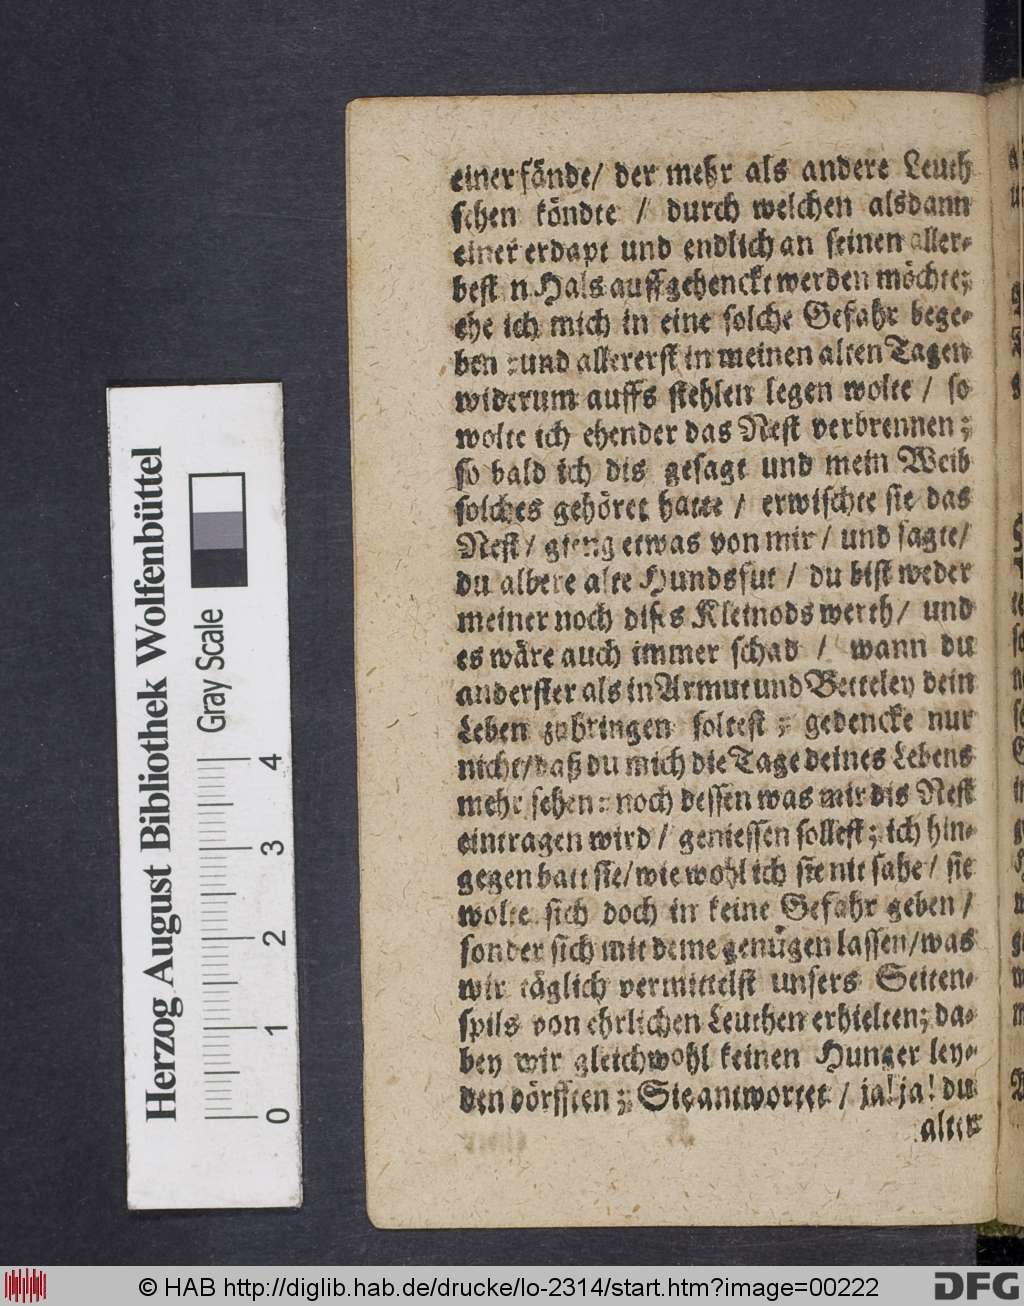 einer fände/ der mehr als andere Leuth
sehen köndte / durch welchen alsdann
einer erdapt und endlich an seinen aller-
besten Hals auffgehenckt werden möchte;
ehe ich mich in eine solche Gefahr bege-
ben : und allererst in meinen alten Tagen
widerum auffs stehlen legen wolte / so
wolte ich ehender das Nest verbrennen;
so bald ich dis gesagt und mein Weib
solches gehöret hatte / erwischte sie das
Nest / gieng etwas von mir / und sagte/
du albere alte Hundsfut / du bist weder
meiner noch dises Kleinods werth/ und
es wäre auch immer schad / wann du
anderster als in Armut und Betteley dein
Leben zubringen soltest ; gedencke nur
nicht/daß du mich die Tage deines Lebens
mehr sehen : noch dessen was mir dis Nest
eintragen wird / geniessen sollest; ich hin-
gegen batt sie/wie wohl ich sie nit sahe / sie
wolte sich doch in keine Gefahr geben /
sonder sich mit deme genügen lassen/was
wir täglich vermittelst unsers Seiten-
spils von ehrlichen Leuthen erhielten; da-
bey wir gleichwohl keinen Hunger ley-
den dörfften ; Sie antwortet / ja! ja! du
alter
Herzog August Bibliothek Wolfenbüttel
Gray Scale
0 1 2 3 4
© HAB http://diglib.hab.de/drucke/lo-2314/start.htm?image=00222
DFG